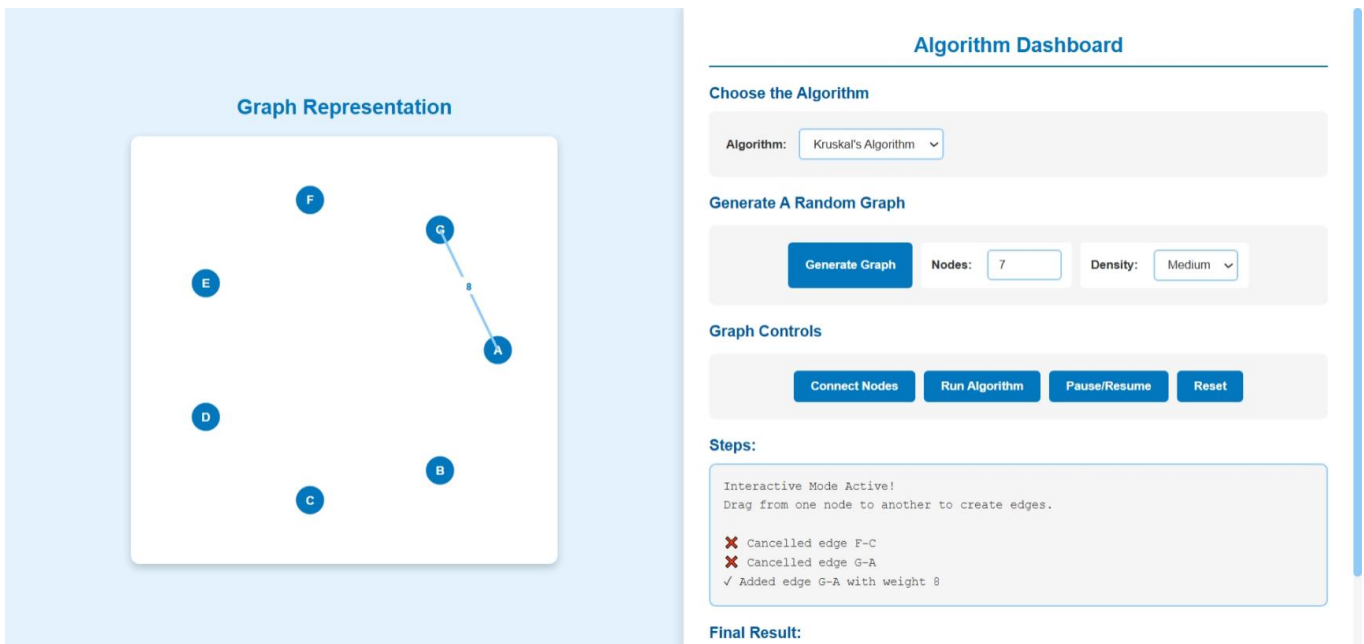 Graph Representation
F
G
E
8
A
D
B
C
Algorithm Dashboard
Choose the Algorithm
Algorithm: Kruskal's Algorithm
Generate A Random Graph
Generate Graph Nodes: 7 Density: Medium
Graph Controls
Connect Nodes Run Algorithm Pause/Resume Reset
Steps:
Interactive Mode Active!
Drag from one node to another to create edges.
❌ Cancelled edge F-C
❌ Cancelled edge G-A
✓ Added edge G-A with weight 8
Final Result: